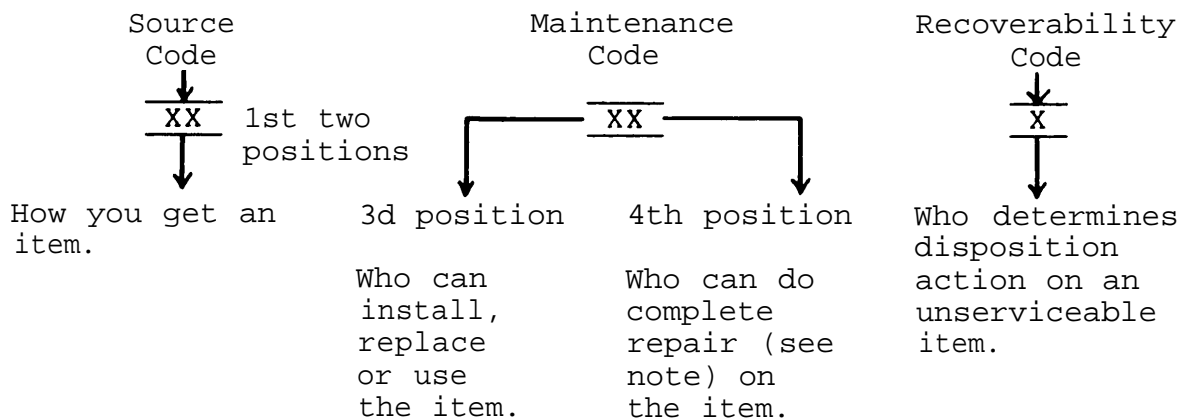 Source
Code
XX
1st two
positions
How you get an
item.
Maintenance
Code
XX
3d position
Who can
install,
replace
or use
the item.
4th position
Who can do
complete
repair (see
note) on
the item.
Recoverability
Code
X
Who determines
disposition
action on an
unserviceable
item.